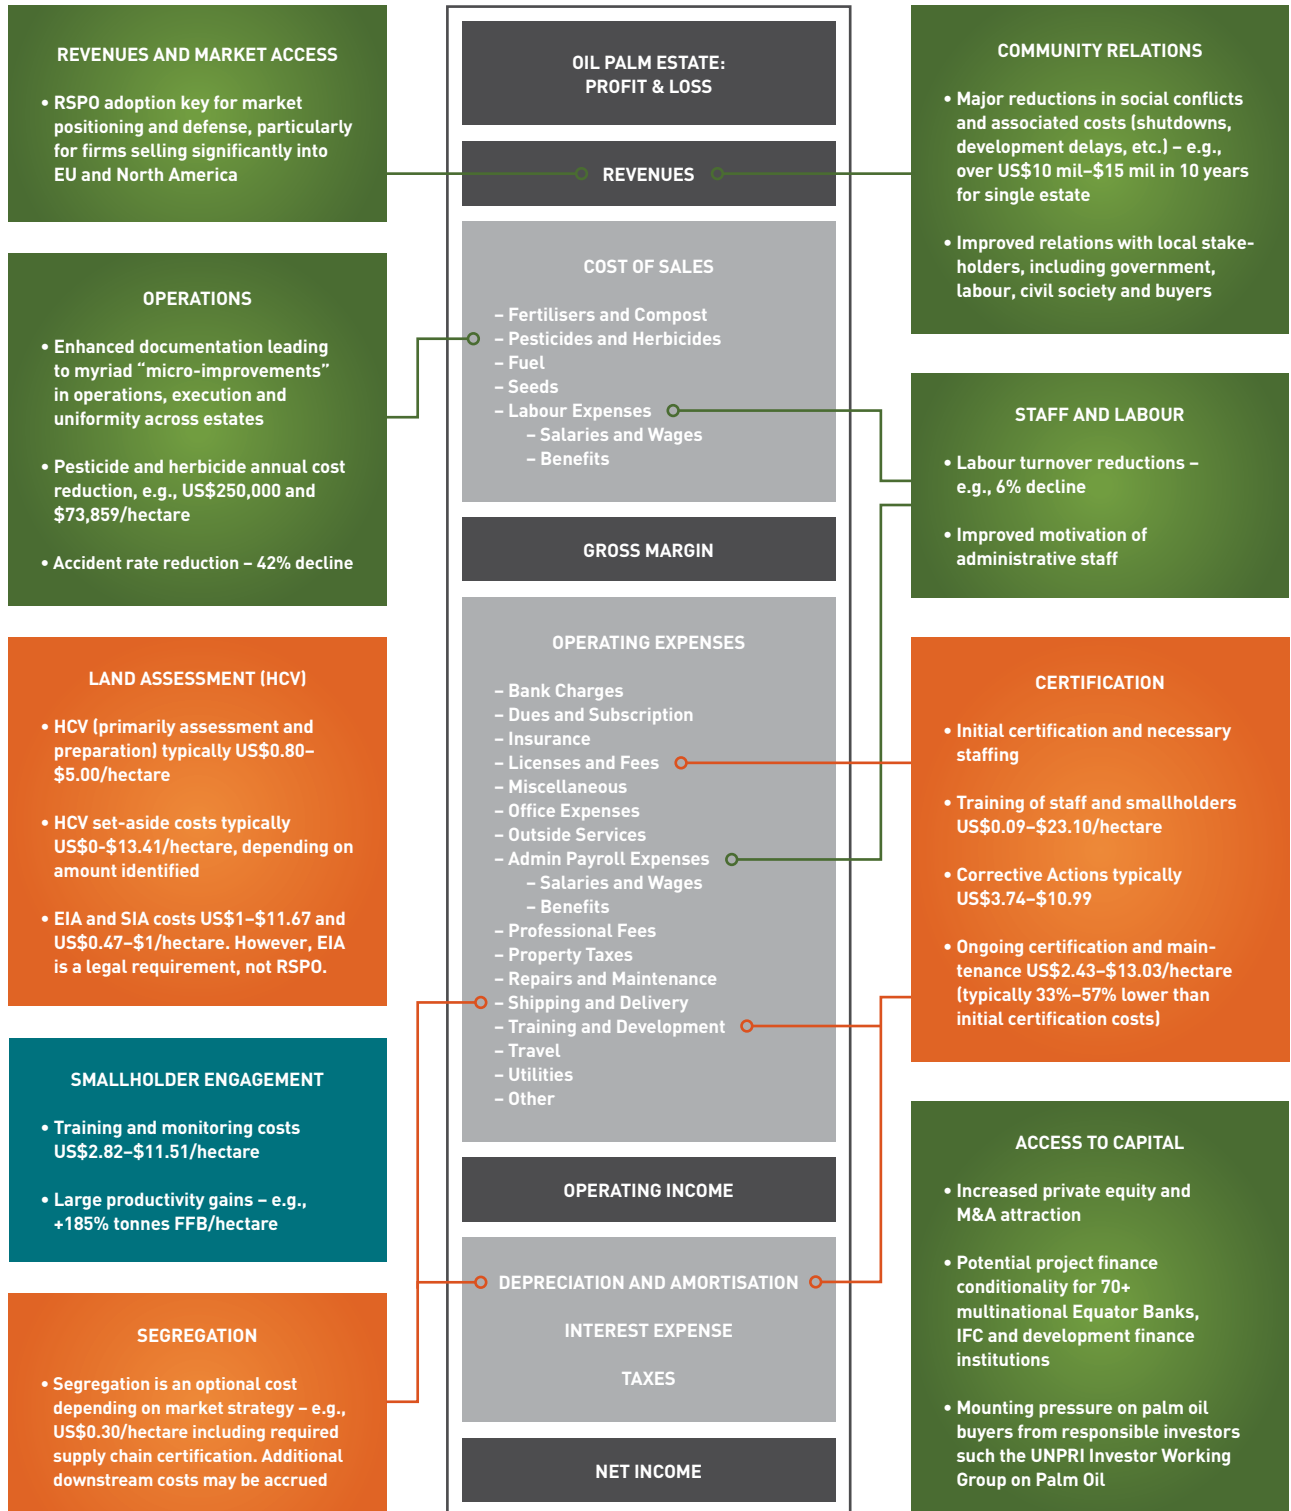 REVENUES AND MARKET ACCESS
• RSPO adoption key for market
positioning and defense, particularly
for firms selling significantly into
EU and North America
OPERATIONS
• Enhanced documentation leading
to myriad “micro-improvements”
in operations, execution and
uniformity across estates
• Pesticide and herbicide annual cost
reduction, e.g., US$250,000 and
$73,859/hectare
• Accident rate reduction – 42% decline
LAND ASSESSMENT (HCV)
• HCV (primarily assessment and
preparation) typically US$0.80–
$5.00/hectare
• HCV set-aside costs typically
US$0-$13.41/hectare, depending on
amount identified
• EIA and SIA costs US$1–$11.67 and
US$0.47–$1/hectare. However, EIA
is a legal requirement, not RSPO.
SMALLHOLDER ENGAGEMENT
• Training and monitoring costs
US$2.82–$11.51/hectare
• Large productivity gains – e.g.,
+185% tonnes FFB/hectare
SEGREGATION
• Segregation is an optional cost
depending on market strategy – e.g.,
US$0.30/hectare including required
supply chain certification. Additional
downstream costs may be accrued
OIL PALM ESTATE:
PROFIT & LOSS
REVENUES
COST OF SALES
– Fertilisers and Compost
– Pesticides and Herbicides
– Fuel
– Seeds
– Labour Expenses
– Salaries and Wages
– Benefits
GROSS MARGIN
OPERATING EXPENSES
– Bank Charges
– Dues and Subscription
– Insurance
– Licenses and Fees
– Miscellaneous
– Office Expenses
– Outside Services
– Admin Payroll Expenses
– Salaries and Wages
– Benefits
– Professional Fees
– Property Taxes
– Repairs and Maintenance
– Shipping and Delivery
– Training and Development
– Travel
– Utilities
– Other
OPERATING INCOME
DEPRECIATION AND AMORTISATION
INTEREST EXPENSE
TAXES
NET INCOME
COMMUNITY RELATIONS
• Major reductions in social conflicts
and associated costs (shutdowns,
development delays, etc.) – e.g.,
over US$10 mil–$15 mil in 10 years
for single estate
• Improved relations with local stake-
holders, including government,
labour, civil society and buyers
STAFF AND LABOUR
• Labour turnover reductions –
e.g., 6% decline
• Improved motivation of
administrative staff
CERTIFICATION
• Initial certification and necessary
staffing
• Training of staff and smallholders
US$0.09–$23.10/hectare
• Corrective Actions typically
US$3.74–$10.99
• Ongoing certification and main-
tenance US$2.43–$13.03/hectare
(typically 33%–57% lower than
initial certification costs)
ACCESS TO CAPITAL
• Increased private equity and
M&A attraction
• Potential project finance
conditionality for 70+
multinational Equator Banks,
IFC and development finance
institutions
• Mounting pressure on palm oil
buyers from responsible investors
such the UNPRI Investor Working
Group on Palm Oil